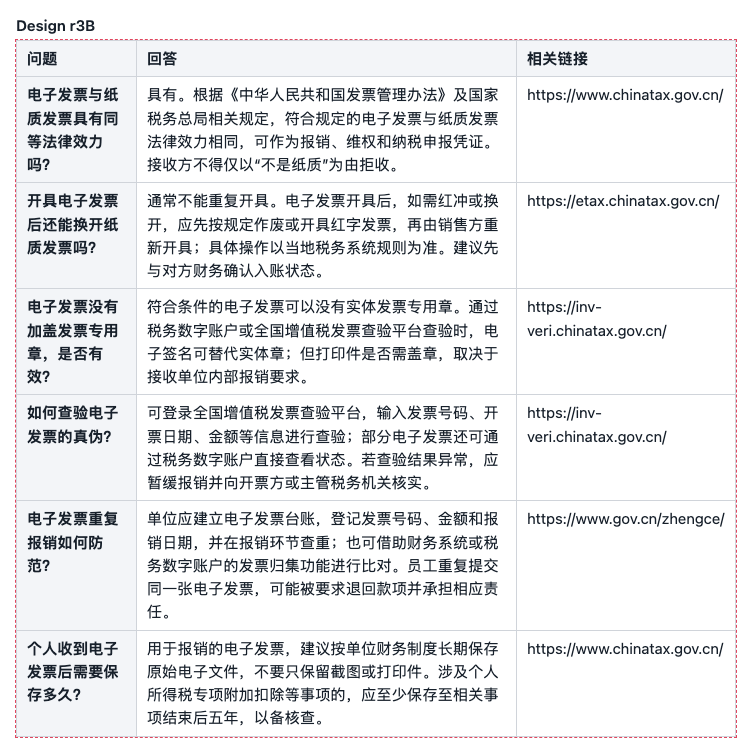 Design r3B
问题
回答
相关链接
电子发票与纸
质发票具有同
等法律效力
吗?
具有。根据《中华人民共和国发票管理办法》及国家
税务总局相关规定，符合规定的电子发票与纸质发票
法律效力相同，可作为报销、维权和纳税申报凭证。
接收方不得仅以“不是纸质”为由拒收。
https://www.chinatax.gov.cn/
开具电子发票
后还能换开纸
质发票吗?
通常不能重复开具。电子发票开具后，如需红冲或换
开，应先按规定作废或开具红字发票，再由销售方重
新开具；具体操作以当地税务系统规则为准。建议先
与对方财务确认入账状态。
https://etax.chinatax.gov.cn/
电子发票没有
加盖发票专用
章，是否有
效?
符合条件的电子发票可以没有实体发票专用章。通过
税务数字账户或全国增值税发票查验平台查验时，电
子签名可替代实体章；但打印件是否需盖章，取决于
接收单位内部报销要求。
https://inv-
veri.chinatax.gov.cn/
如何查验电子
发票的真伪?
可登录全国增值税发票查验平台，输入发票号码、开
票日期、金额等信息进行查验；部分电子发票还可通
过税务数字账户直接查看状态。若查验结果异常，应
暂缓报销并向开票方或主管税务机关核实。
https://inv-
veri.chinatax.gov.cn/
电子发票重复
报销如何防
范?
单位应建立电子发票台账，登记发票号码、金额和报
销日期，并在报销环节查重；也可借助财务系统或税
务数字账户的发票归集功能进行比对。员工重复提交
同一张电子发票，可能被要求退回款项并承担相应责
任。
https://www.gov.cn/zhengce/
个人收到电子
发票后需要保
存多久?
用于报销的电子发票，建议按单位财务制度长期保存
原始电子文件，不要只保留截图或打印件。涉及个人
所得税专项附加扣除等事项的，应至少保存至相关事
项结束后五年，以备核查。
https://www.chinatax.gov.cn/